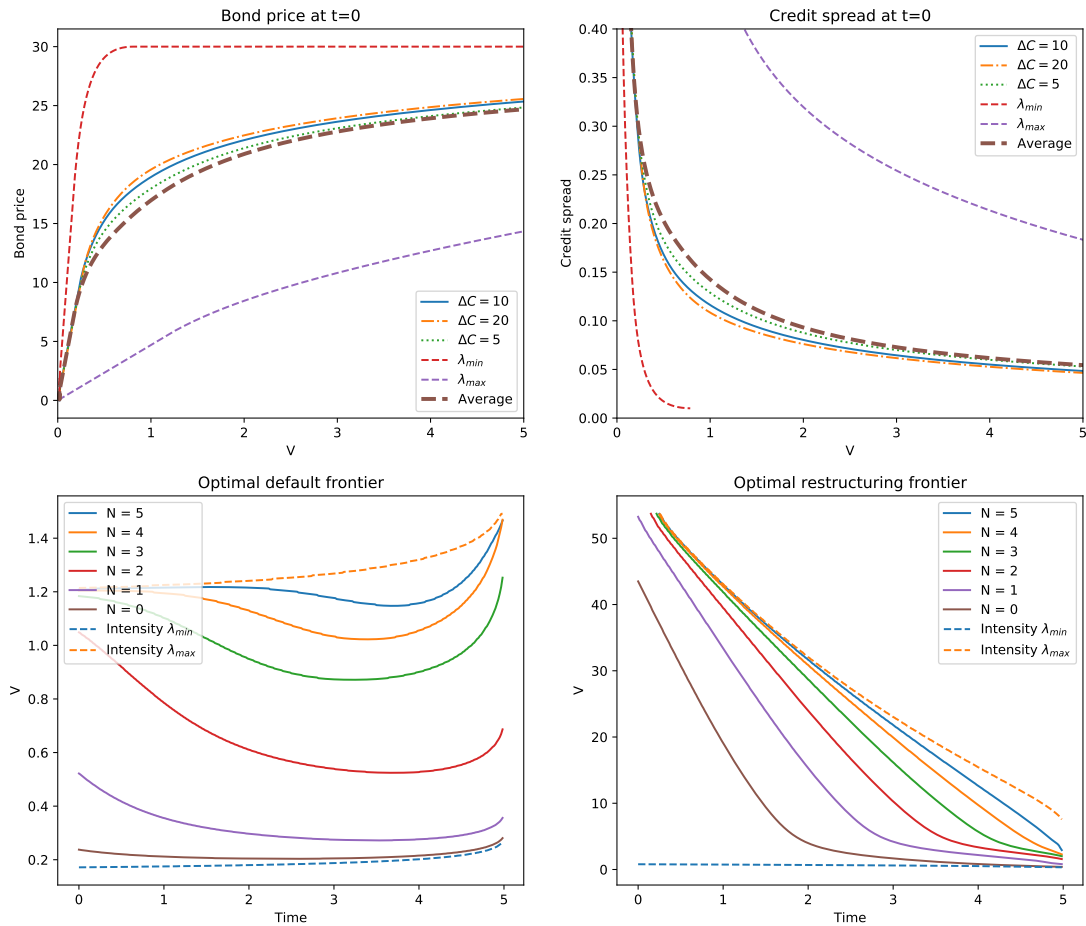 Bond price at t=0
30
25
20
15
10
5
0
Bond price
0 1 2 3 4 5
V
ΔC = 10
ΔC = 20
ΔC = 5
λmin
λmax
Average
Credit spread at t=0
0.40
0.35
0.30
0.25
0.20
0.15
0.10
0.05
0.00
Credit spread
0 1 2 3 4 5
V
ΔC = 10
ΔC = 20
ΔC = 5
λmin
λmax
Average
Optimal default frontier
1.4
1.2
1.0
0.8
0.6
0.4
0.2
V
0 1 2 3 4 5
Time
N = 5
N = 4
N = 3
N = 2
N = 1
N = 0
Intensity λmin
Intensity λmax
Optimal restructuring frontier
50
40
30
20
10
0
V
0 1 2 3 4 5
Time
N = 5
N = 4
N = 3
N = 2
N = 1
N = 0
Intensity λmin
Intensity λmax